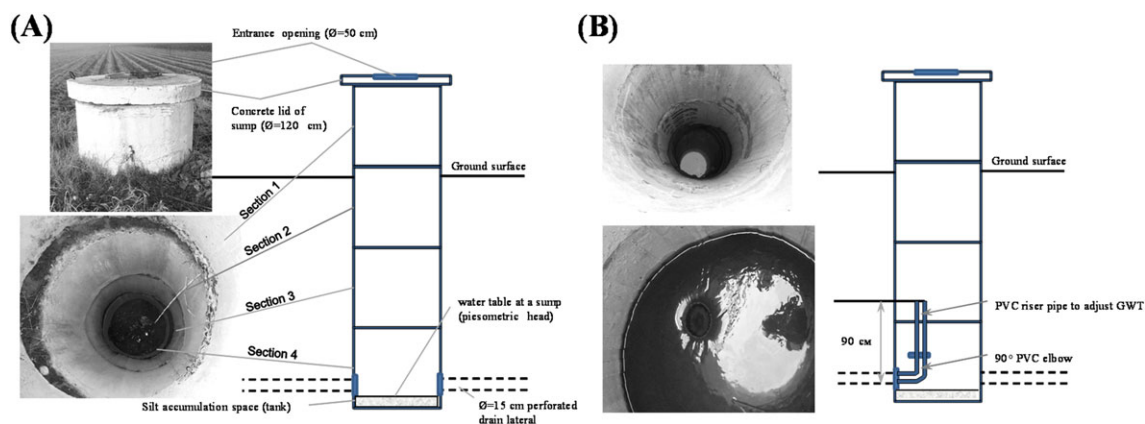 (A)
Entrance opening (Ø=50 cm)
Concrete lid of
sump (Ø=120 cm)
Ground surface
Section 1
Section 2
Section 3
water table at a sump
(piesometric head)
Section 4
Silt accumulation space (tank)
Ø=15 cm perforated
drain lateral
(B)
Ground surface
PVC riser pipe to adjust GWT
90 cм
90° PVC elbow